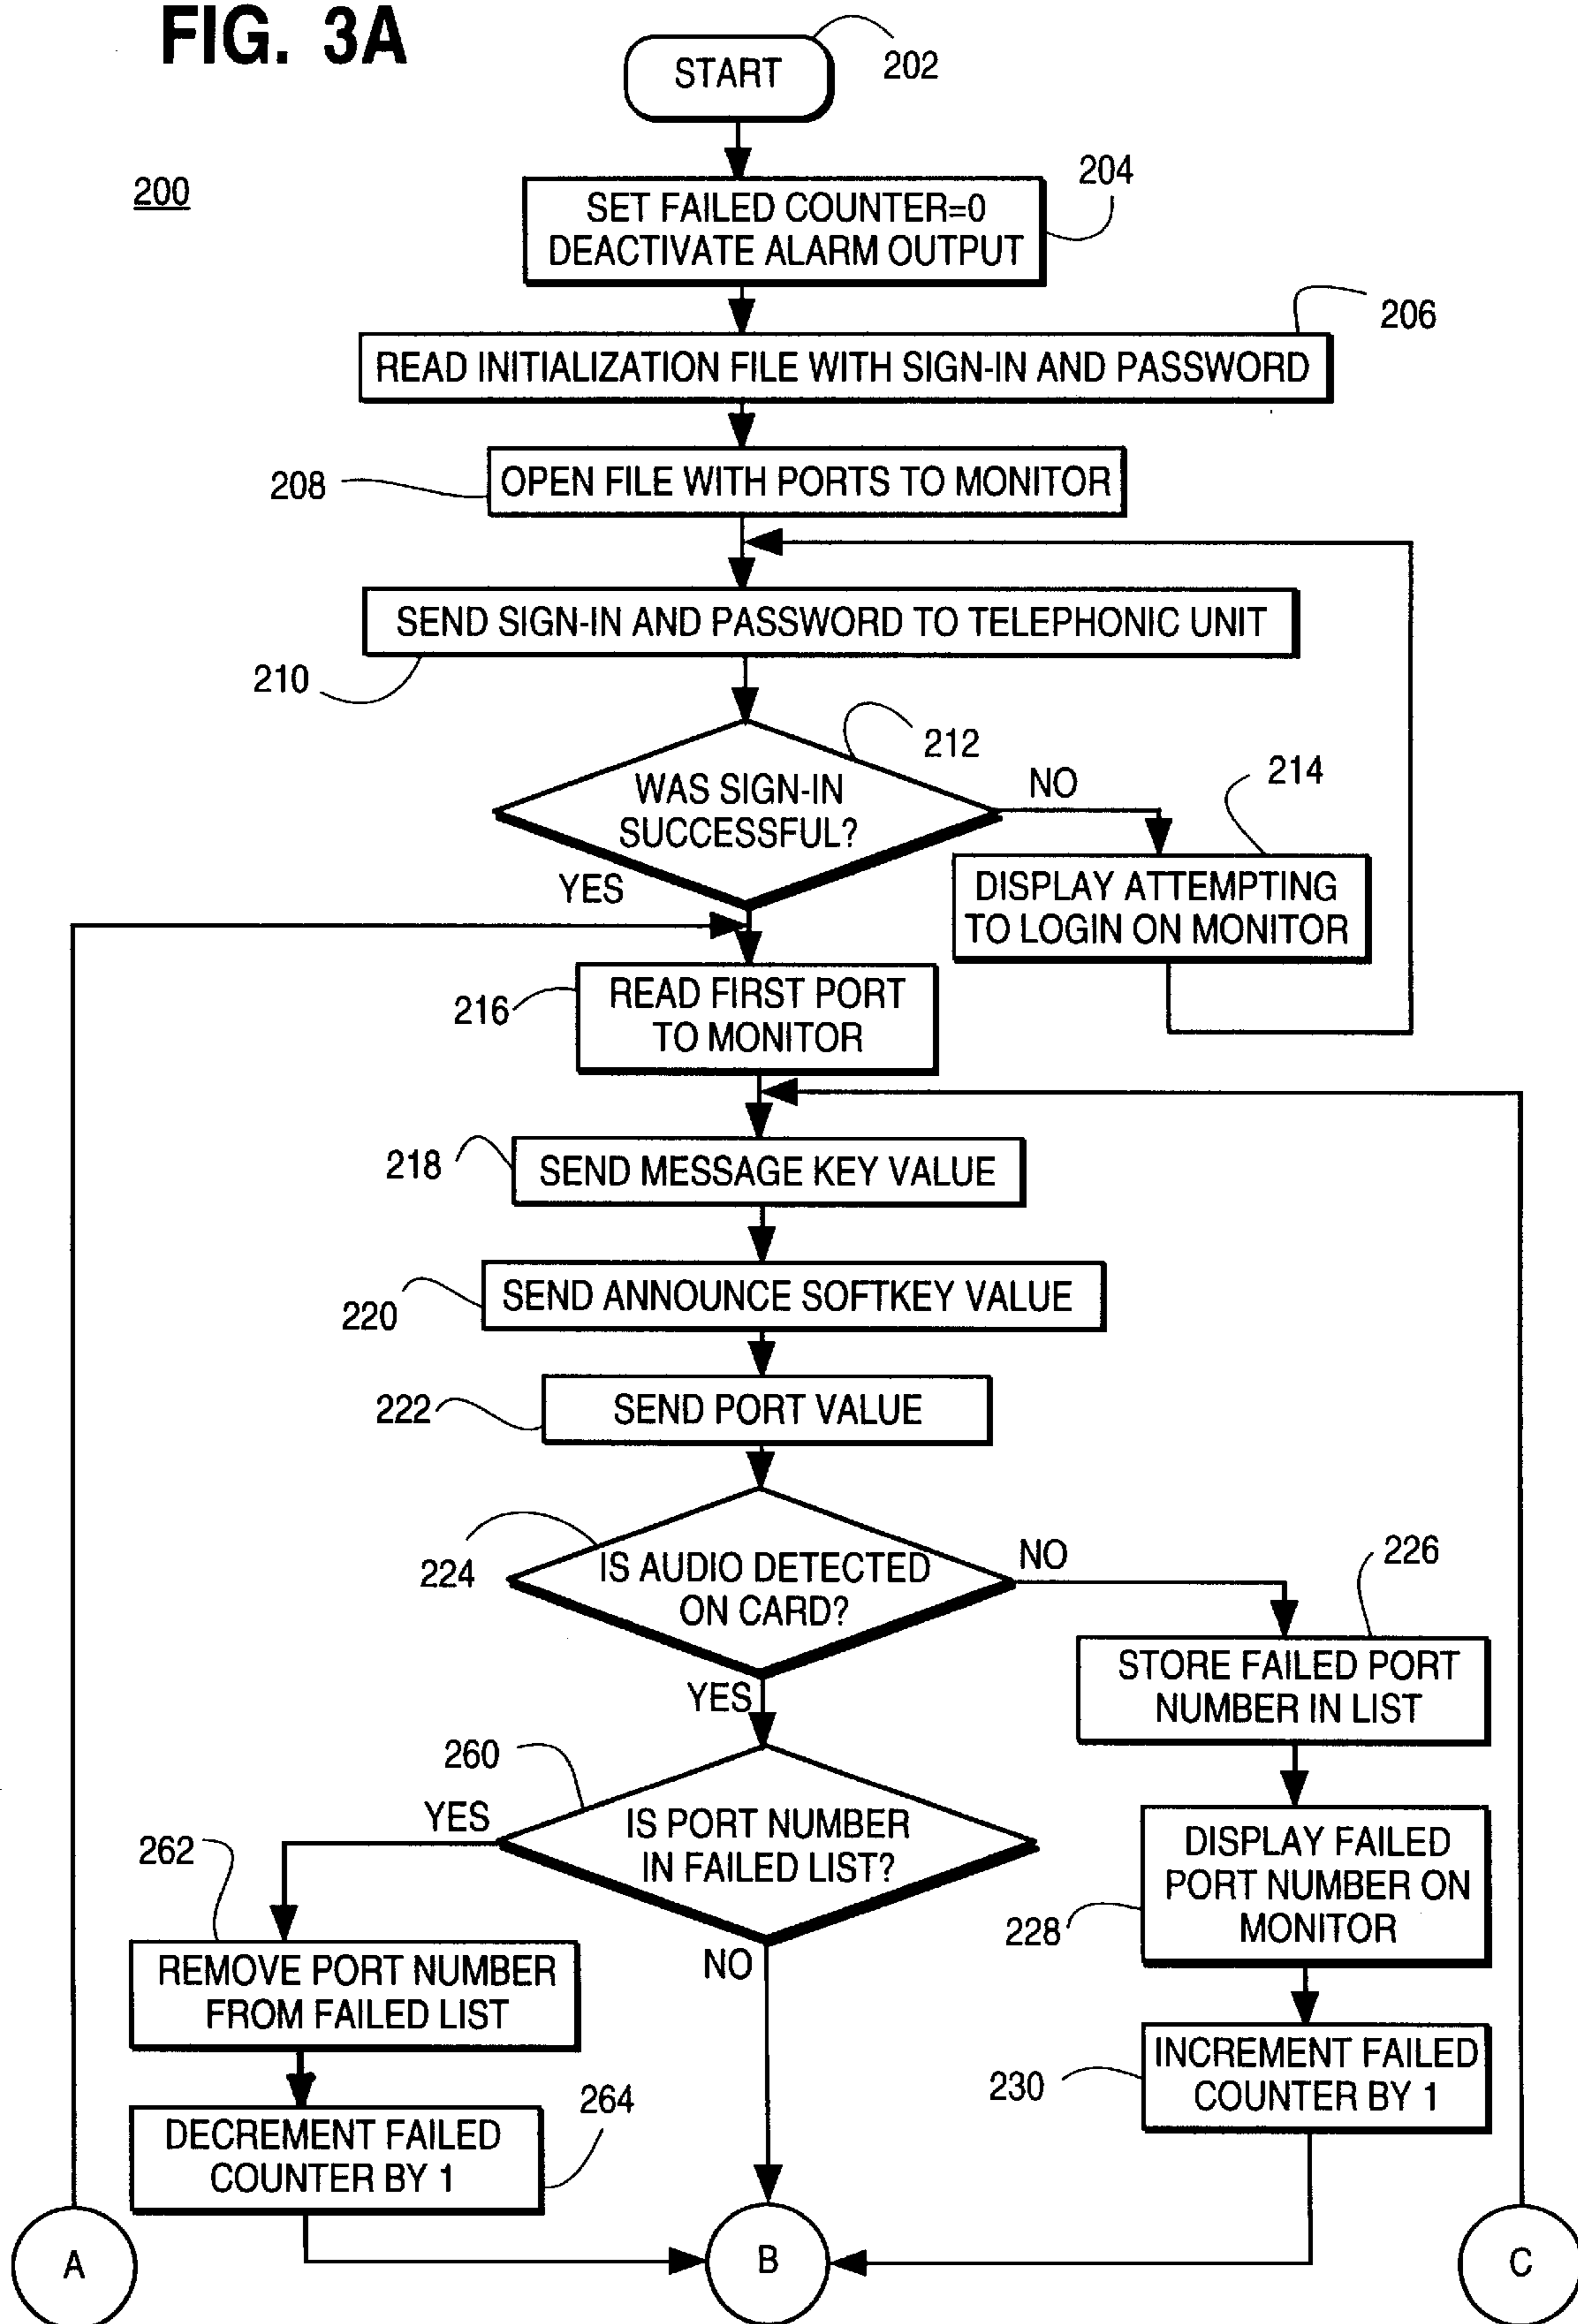 FIG. 3A
START
202
200
204
SET FAILED COUNTER=0
DEACTIVATE ALARM OUTPUT
206
READ INITIALIZATION FILE WITH SIGN-IN AND PASSWORD
208
OPEN FILE WITH PORTS TO MONITOR
SEND SIGN-IN AND PASSWORD TO TELEPHONIC UNIT
210
212
WAS SIGN-IN
SUCCESSFUL?
NO
214
YES
DISPLAY ATTEMPTING
TO LOGIN ON MONITOR
216
READ FIRST PORT
TO MONITOR
218
SEND MESSAGE KEY VALUE
220
SEND ANNOUNCE SOFTKEY VALUE
222
SEND PORT VALUE
224
IS AUDIO DETECTED
ON CARD?
NO
226
YES
STORE FAILED PORT
NUMBER IN LIST
260
IS PORT NUMBER
IN FAILED LIST?
YES
262
NO
228
DISPLAY FAILED
PORT NUMBER ON
MONITOR
REMOVE PORT NUMBER
FROM FAILED LIST
230
INCREMENT FAILED
COUNTER BY 1
264
DECREMENT FAILED
COUNTER BY 1
A
B
C